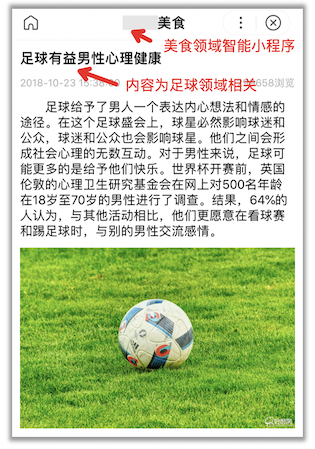 美食
美食领域智能小程序
足球有益男性心理健康
内容为足球领域相关
2018-10-23
658浏览
足球给予了男人一个表达内心想法和情感的
途径。在这个足球盛会上，球星必然影响球迷和
公众，球迷和公众也会影响球星。他们之间会形
成社会心理的无数互动。对于男性来说，足球可
能更多的是给予他们快乐。世界杯开赛前，英国
伦敦的心理卫生研究基金会在网上对500名年龄
在18岁至70岁的男性进行了调查。结果，64%的
人认为，与其他活动相比，他们更愿意在看球赛
和踢足球时，与别的男性交流感情。